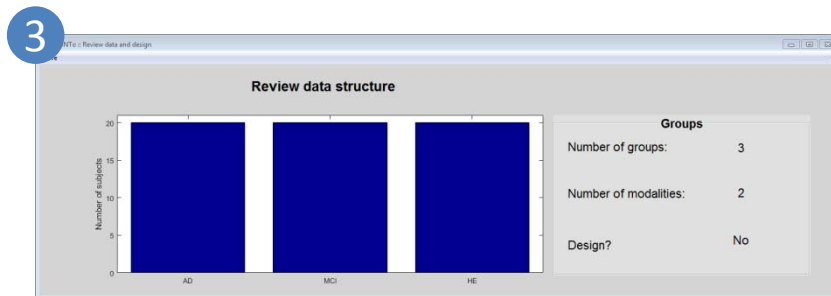 3
NTo :: Review data and design
Review data structure
20
15
10
5
0
Number of subjects
AD
MCI
HE
Groups
Number of groups: 3
Number of modalities: 2
Design? No